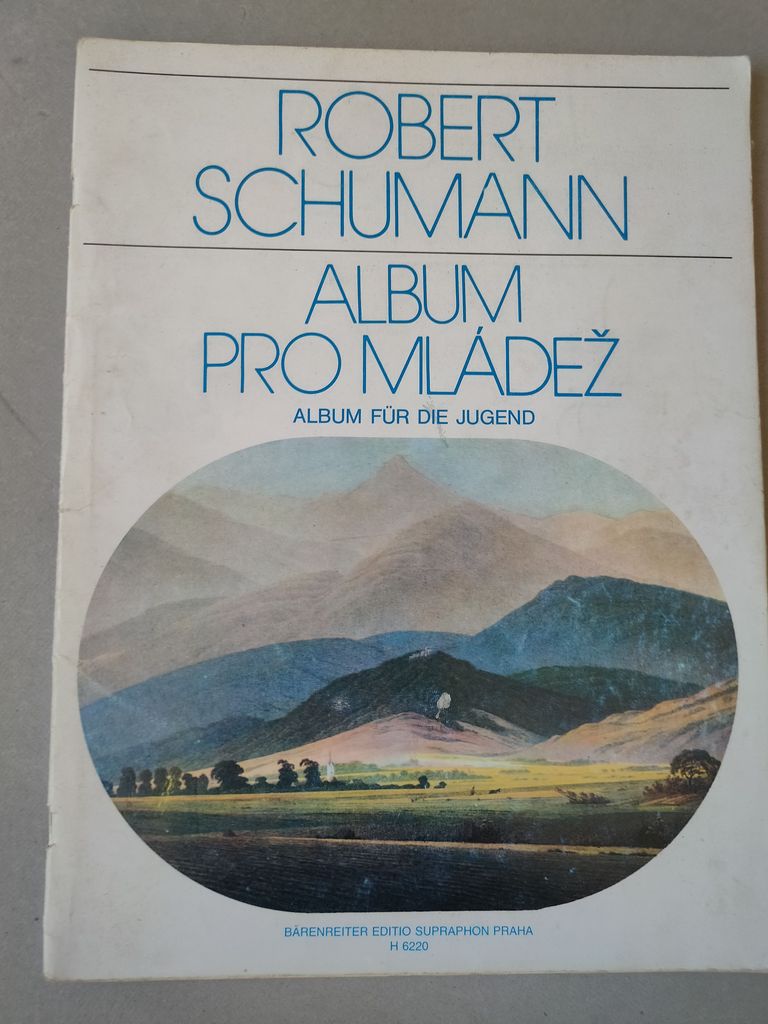 ROBERT
SCHUMANN
ALBUM
PRO MLÁDEŽ
ALBUM FÜR DIE JUGEND
BÄRENREITER EDITIO SUPRAPHON PRAHA
H 6220